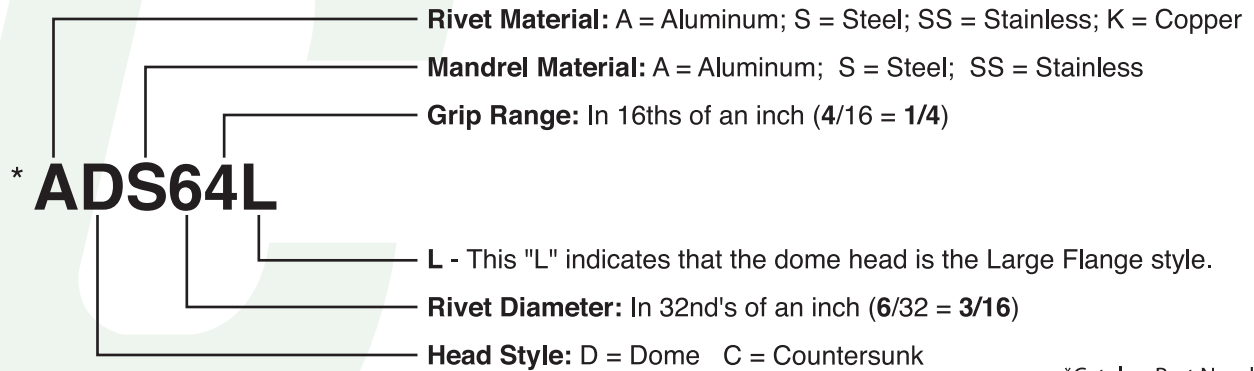 Rivet Material: A = Aluminum; S = Steel; SS = Stainless; K = Copper
Mandrel Material: A = Aluminum; S = Steel; SS = Stainless
Grip Range: In 16ths of an inch (4/16 = 1/4)
* ADS64L
L - This "L" indicates that the dome head is the Large Flange style.
Rivet Diameter: In 32nd's of an inch (6/32 = 3/16)
Head Style: D = Dome C = Countersunk